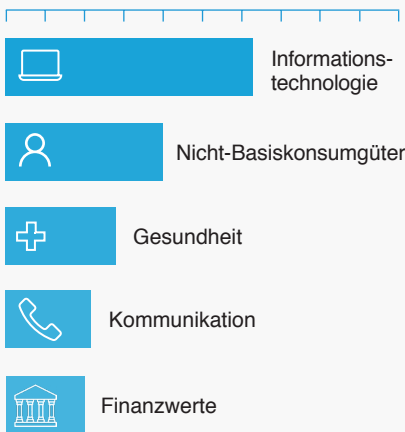 Informations-
technologie
Nicht-Basiskonsumgüter
Gesundheit
Kommunikation
Finanzwerte